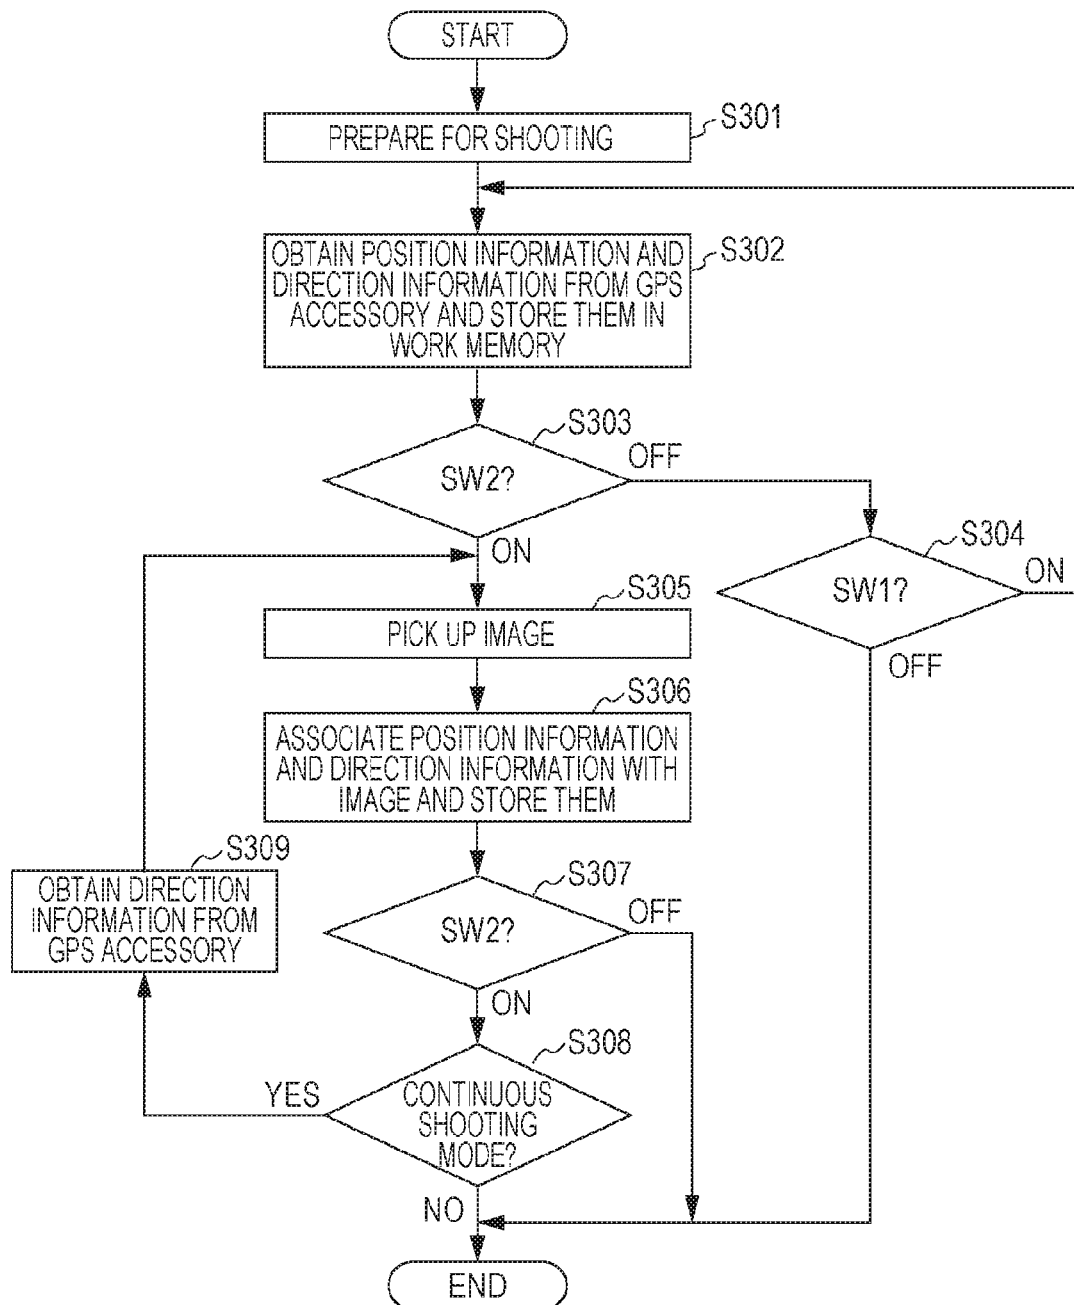 START
S301
PREPARE FOR SHOOTING
S302
OBTAIN POSITION INFORMATION AND
DIRECTION INFORMATION FROM GPS
ACCESSORY AND STORE THEM IN
WORK MEMORY
S303
OFF
SW2?
ON
S304
SW1?
ON
OFF
S305
PICK UP IMAGE
S306
ASSOCIATE POSITION INFORMATION
AND DIRECTION INFORMATION WITH
IMAGE AND STORE THEM
S309
OBTAIN DIRECTION
INFORMATION FROM
GPS ACCESSORY
S307
OFF
SW2?
ON
S308
YES
CONTINUOUS
SHOOTING
MODE?
NO
END